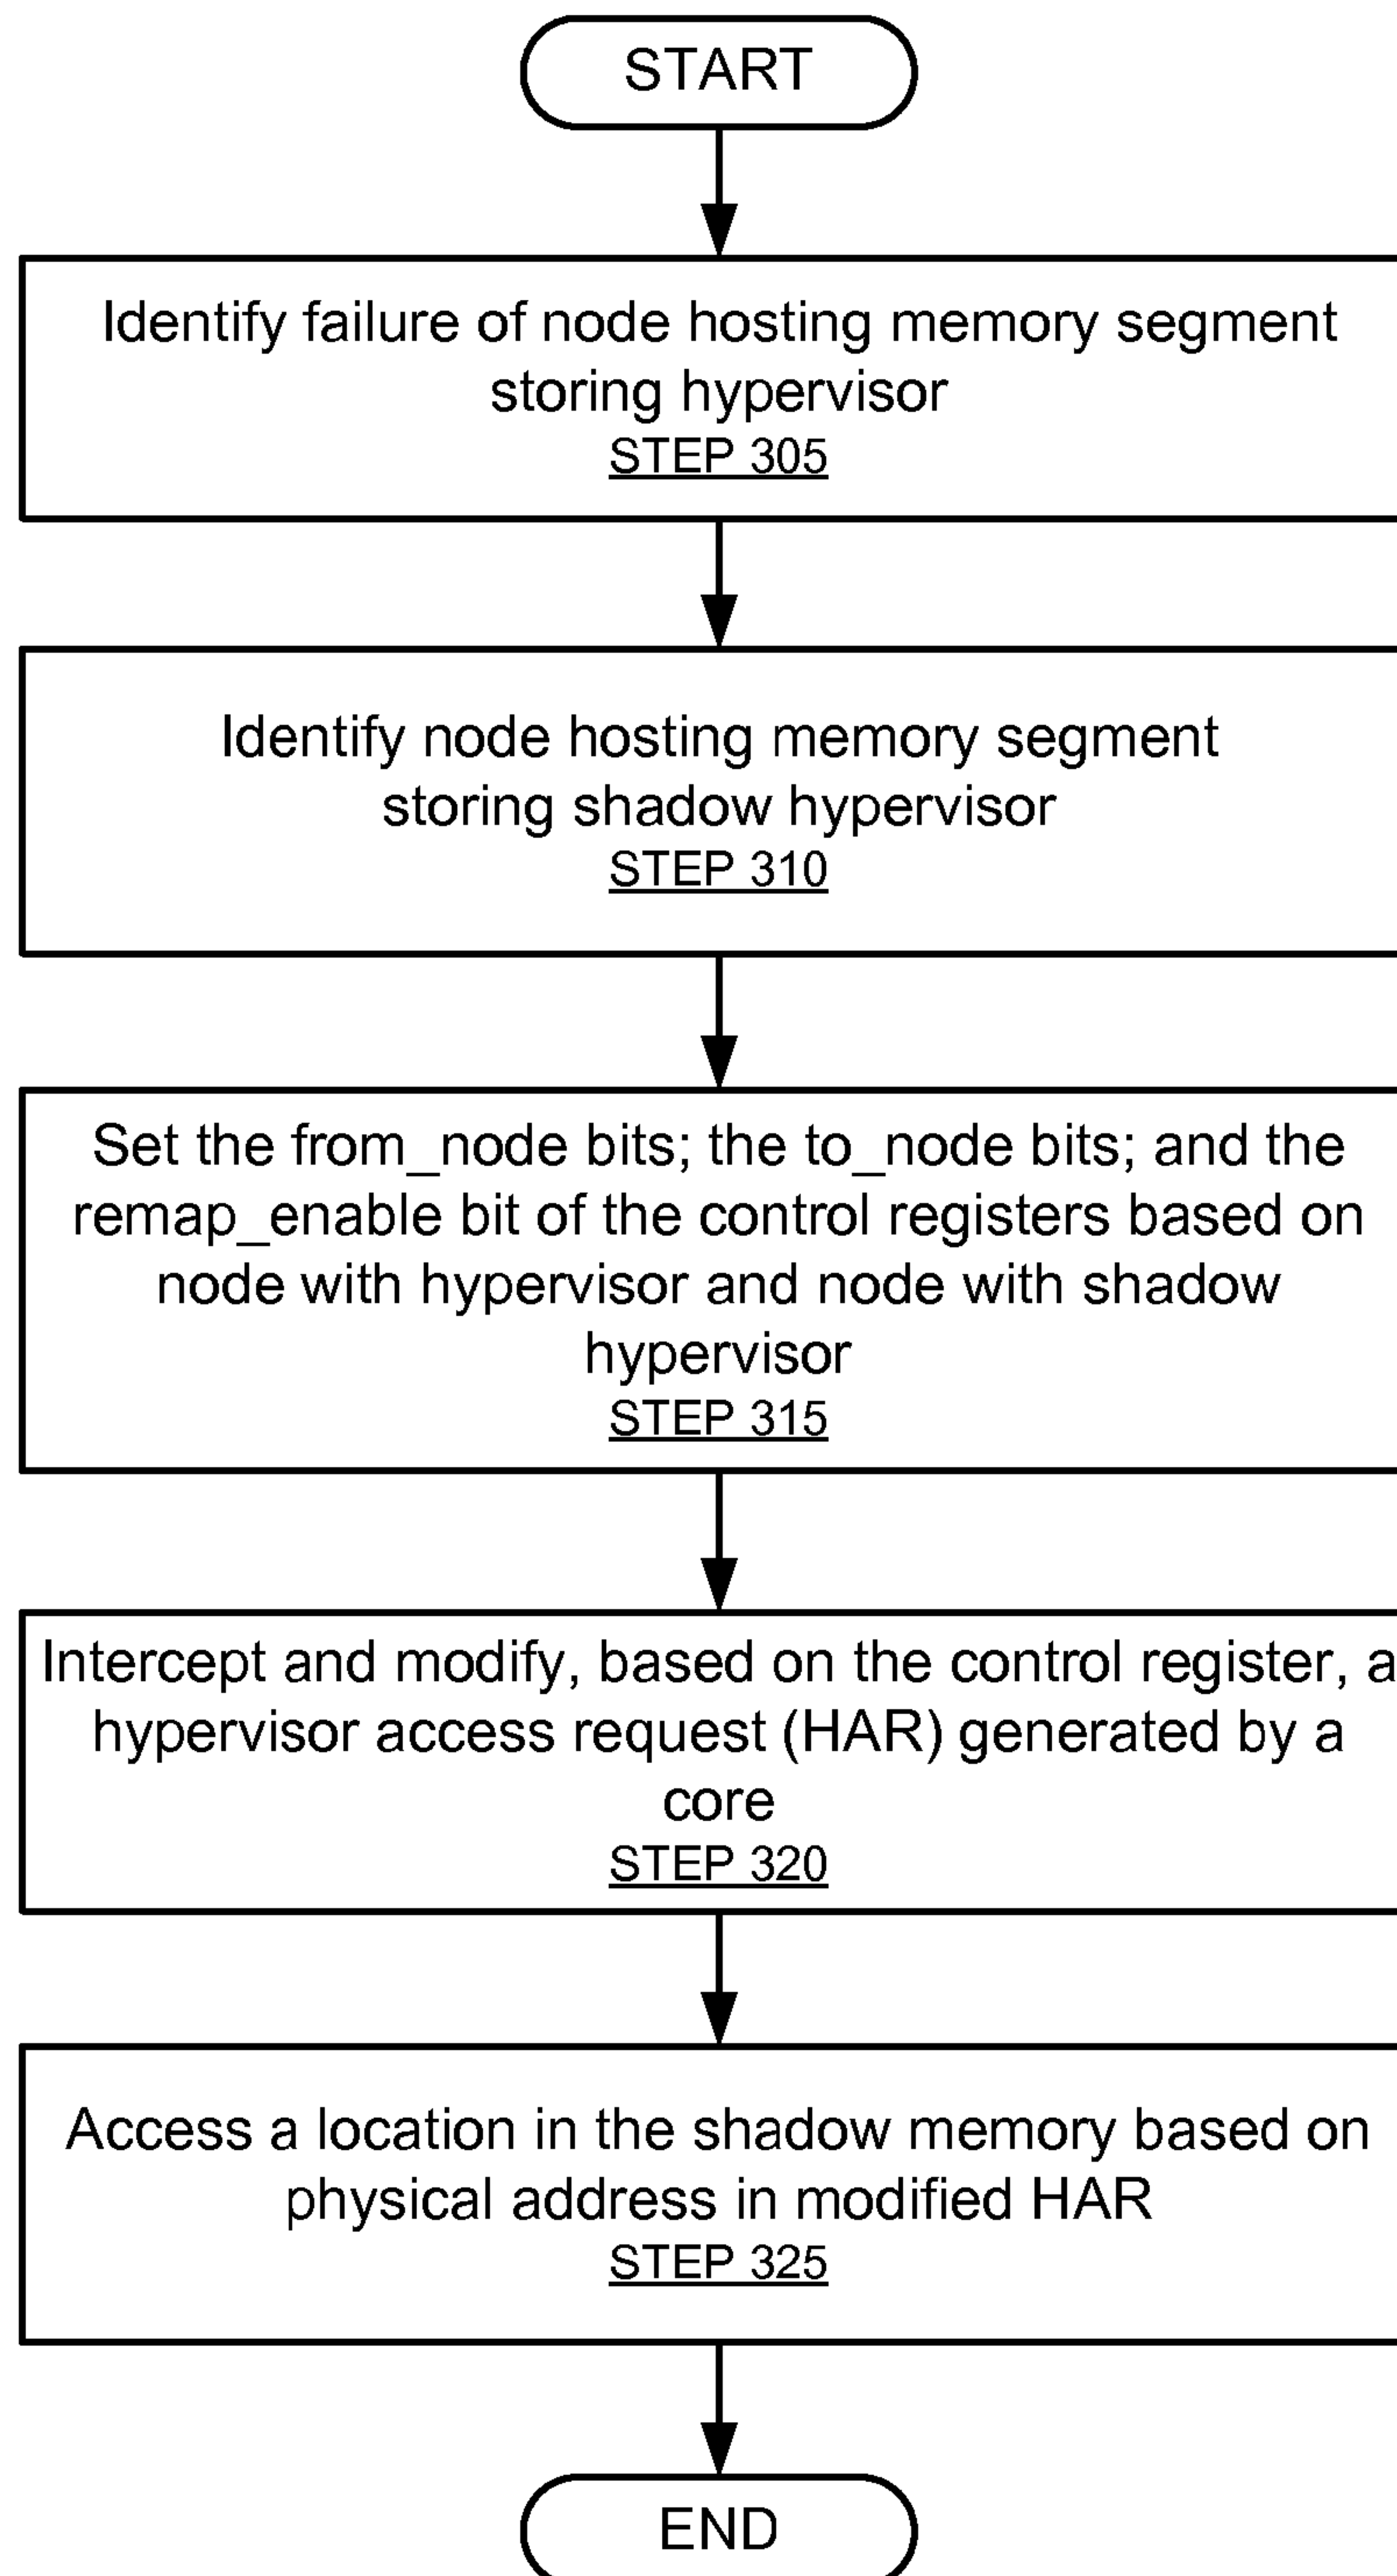 START
Identify failure of node hosting memory segment
storing hypervisor
STEP 305
Identify node hosting memory segment
storing shadow hypervisor
STEP 310
Set the from_node bits; the to_node bits; and the
remap_enable bit of the control registers based on
node with hypervisor and node with shadow
hypervisor
STEP 315
Intercept and modify, based on the control register, a
hypervisor access request (HAR) generated by a
core
STEP 320
Access a location in the shadow memory based on
physical address in modified HAR
STEP 325
END